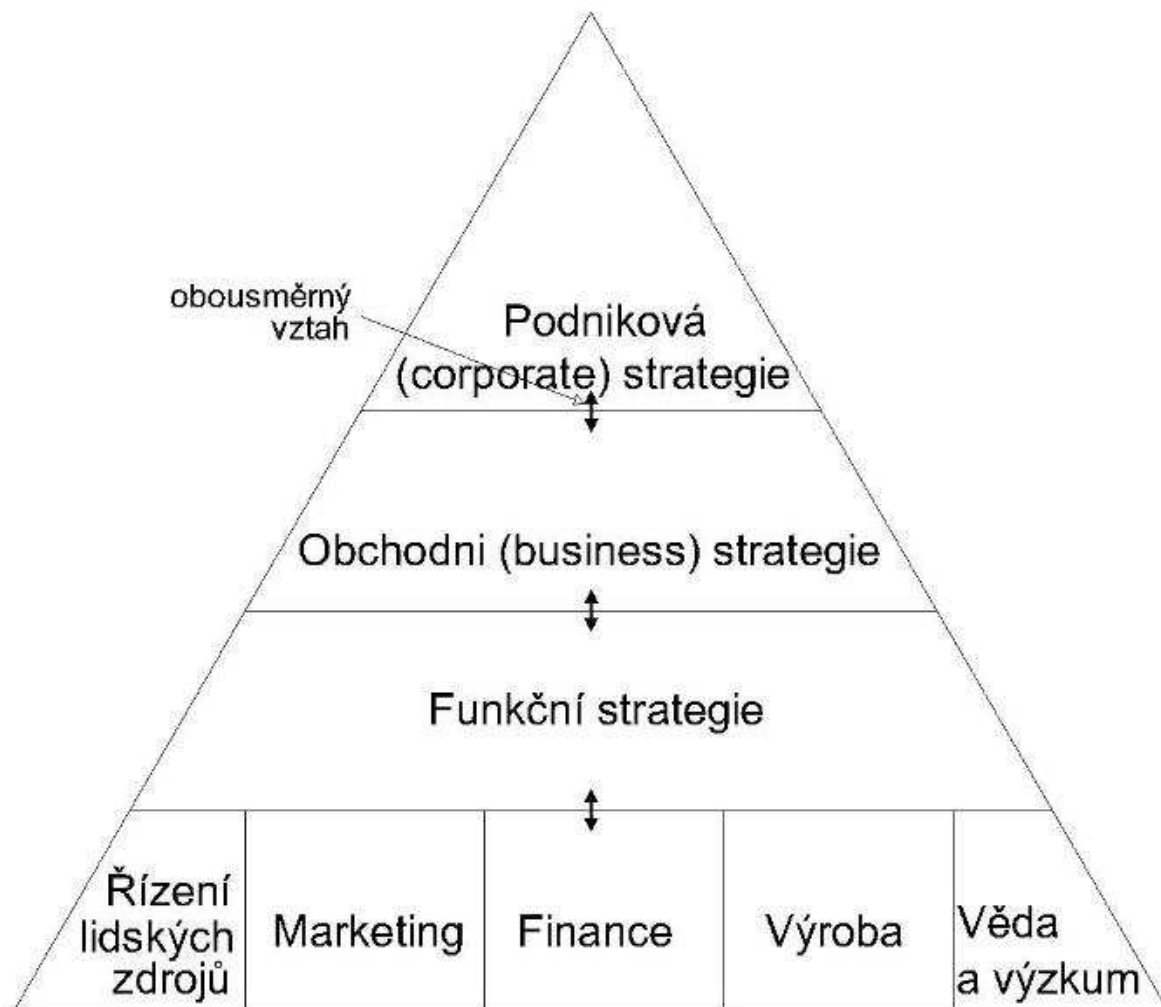 obousměrný
vztah
Podniková
(corporate) strategie
Obchodni (business) strategie
Funkční strategie
Řízení
lidských
zdrojů
Marketing
Finance
Výroba
Věda
a výzkum